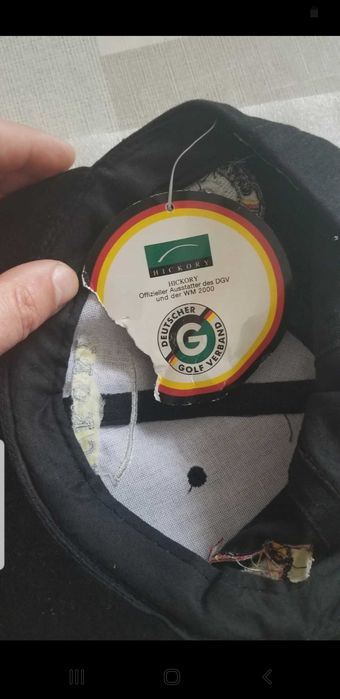 HICKORY
HICKORY
Offizieller Ausstatter des DGV
und der WM 2000
DEUTSCHER
G
GOLF VERBAND